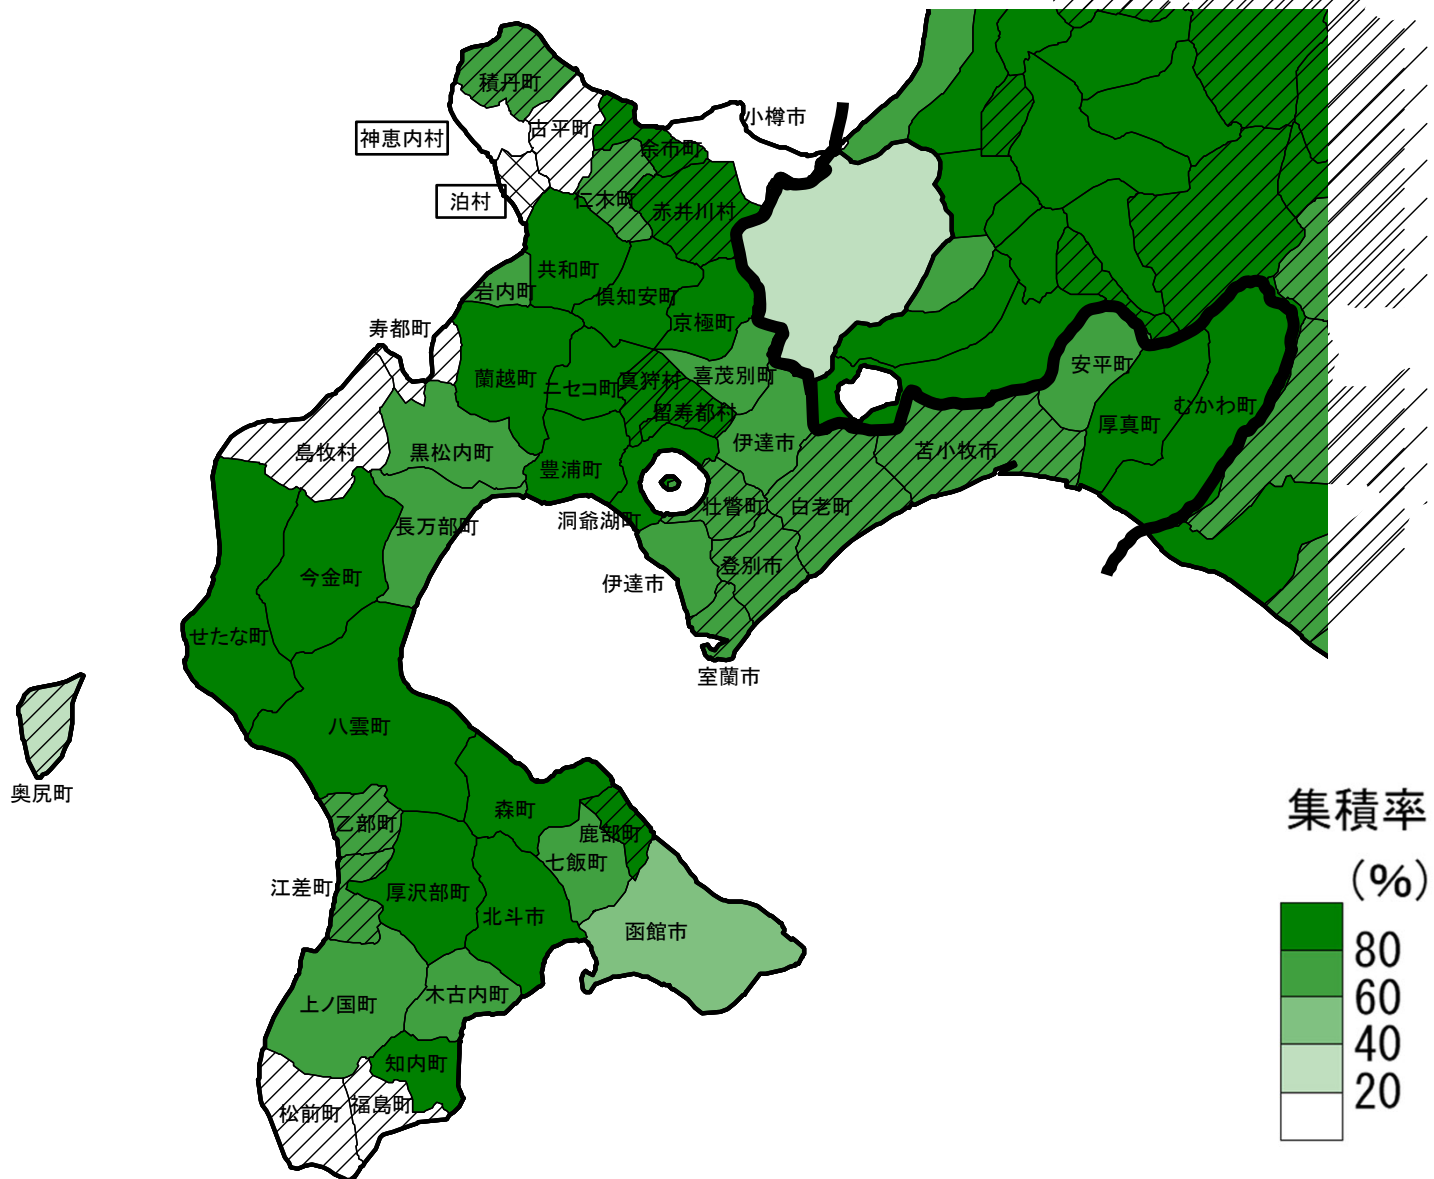 積丹町
小樽市
古平町
神恵内村
余市町
仁木町
泊村
赤井川村
共和町
岩内町
倶知安町
京極町
寿都町
安平町
喜茂別町
蘭越町
ニセコ町
真狩村
むかわ町
留寿都村
厚真町
伊達市
島牧村
黒松内町
苫小牧市
豊浦町
壮瞥町
白老町
洞爺湖町
長万部町
登別市
今金町
伊達市
せたな町
室蘭市
八雲町
奥尻町
集積率
森町
乙部町
鹿部町
七飯町
(%)
江差町
厚沢部町
北斗市
函館市
80
木古内町
60
上ノ国町
40
知内町
20
福島町
松前町